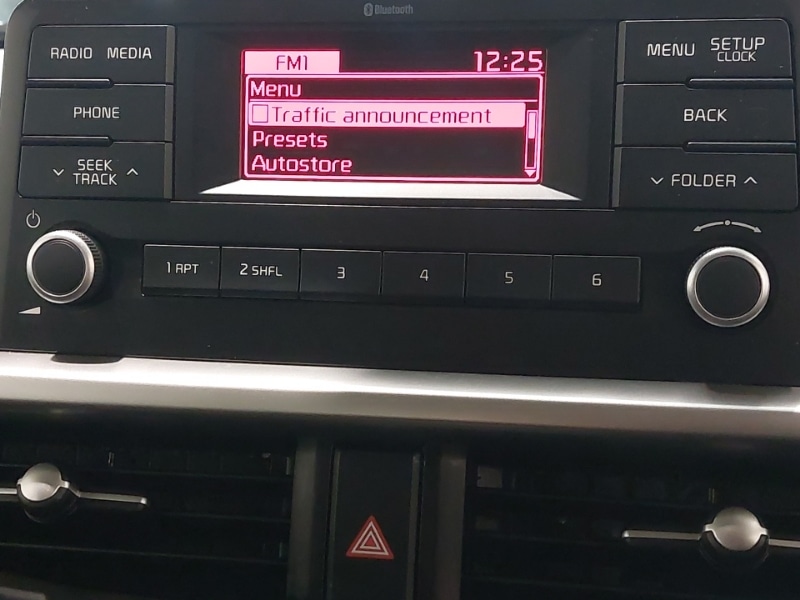 Bluetooth
RADIO MEDIA
FM1 12:25
MENU SETUP
CLOCK
Menu
Traffic announcement
Presets
Autostore
PHONE
BACK
SEEK
TRACK
FOLDER
1 RPT 2 SHFL 3 4 5 6